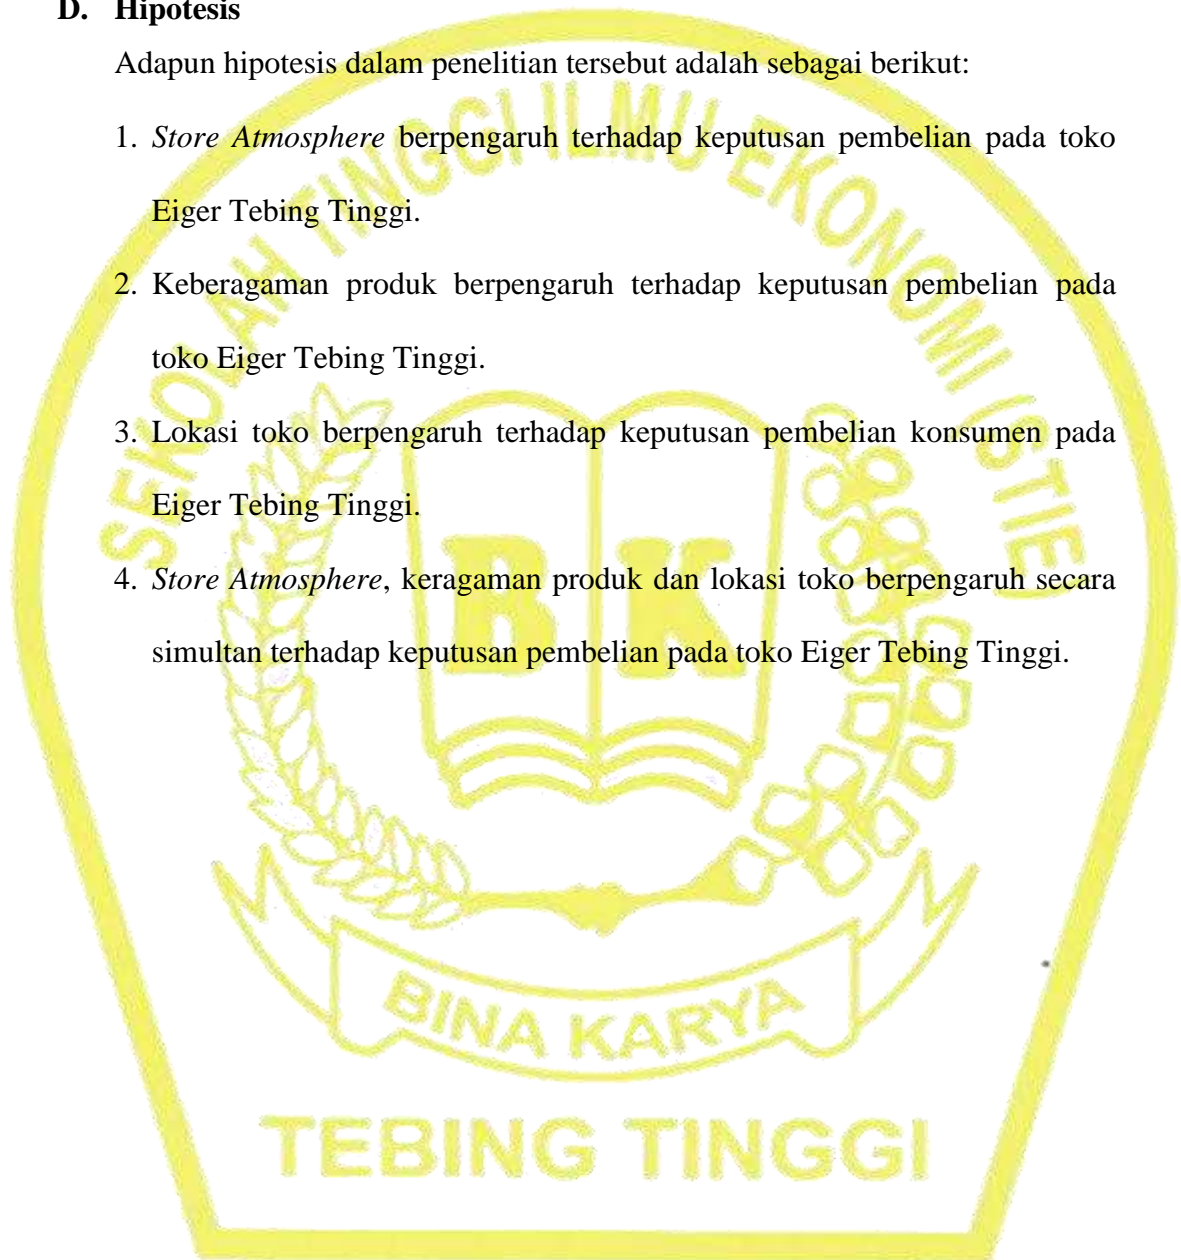 D. Hipotesis
Adapun hipotesis dalam penelitian tersebut adalah sebagai berikut:
1. Store Atmosphere berpengaruh terhadap keputusan pembelian pada toko
Eiger Tebing Tinggi.
2. Keberagaman produk berpengaruh terhadap keputusan pembelian pada
toko Eiger Tebing Tinggi.
3. Lokasi toko berpengaruh terhadap keputusan pembelian konsumen pada
Eiger Tebing Tinggi.
4. Store Atmosphere, keragaman produk dan lokasi toko berpengaruh secara
simultan terhadap keputusan pembelian pada toko Eiger Tebing Tinggi.
SEKOLAH TINGGI ILMU EKONOMI (STIE)
B K
BINA KARYA
TEBING TINGGI